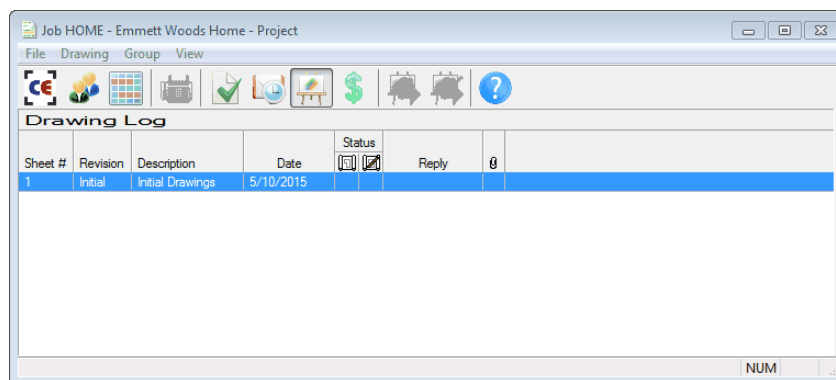 Job HOME - Emmett Woods Home - Project
File Drawing Group View
CE $ ?
Drawing Log
Status
Sheet # Revision Description Date Reply
1 Initial Initial Drawings 5/10/2015
NUM